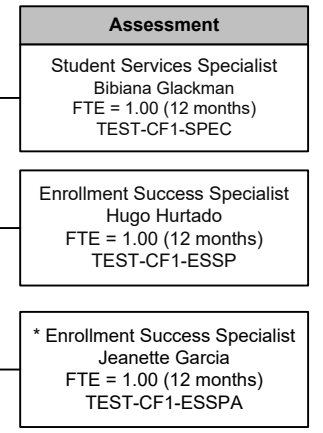 Assessment
Student Services Specialist
Bibiana Glackman
FTE = 1.00 (12 months)
TEST-CF1-SPEC
Enrollment Success Specialist
Hugo Hurtado
FTE = 1.00 (12 months)
TEST-CF1-ESSP
* Enrollment Success Specialist
Jeanette Garcia
FTE = 1.00 (12 months)
TEST-CF1-ESSPA